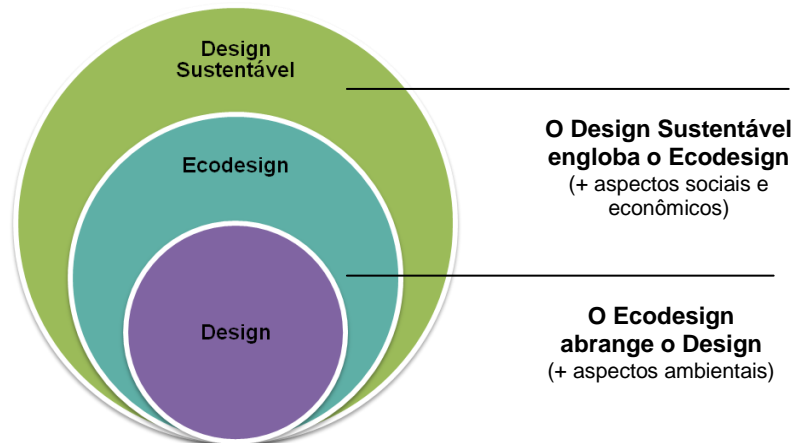 Design
Sustentável
Ecodesign
Design
O Design Sustentável
engloba o Ecodesign
(+ aspectos sociais e
econômicos)
O Ecodesign
abrange o Design
(+ aspectos ambientais)